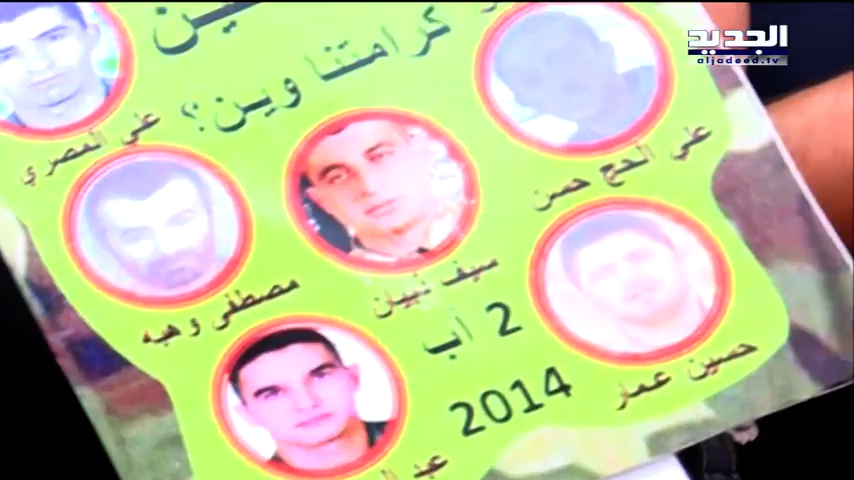 الجديد
aljadeed.tv
كرامتنا وين؟
علي المصري
علي الحج حسن
مصطفى وهبه
سيف ذبيان
حسين عمار
2 آب
2014
عبد